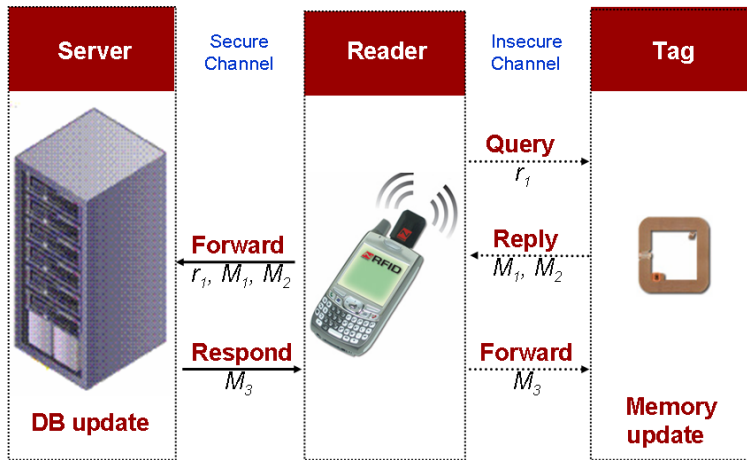 Server
Secure
Channel
Reader
Insecure
Channel
Tag
Query
r1
Forward
r1, M1, M2
RFID
Reply
M1, M2
Respond
M3
Forward
M3
DB update
Memory
update